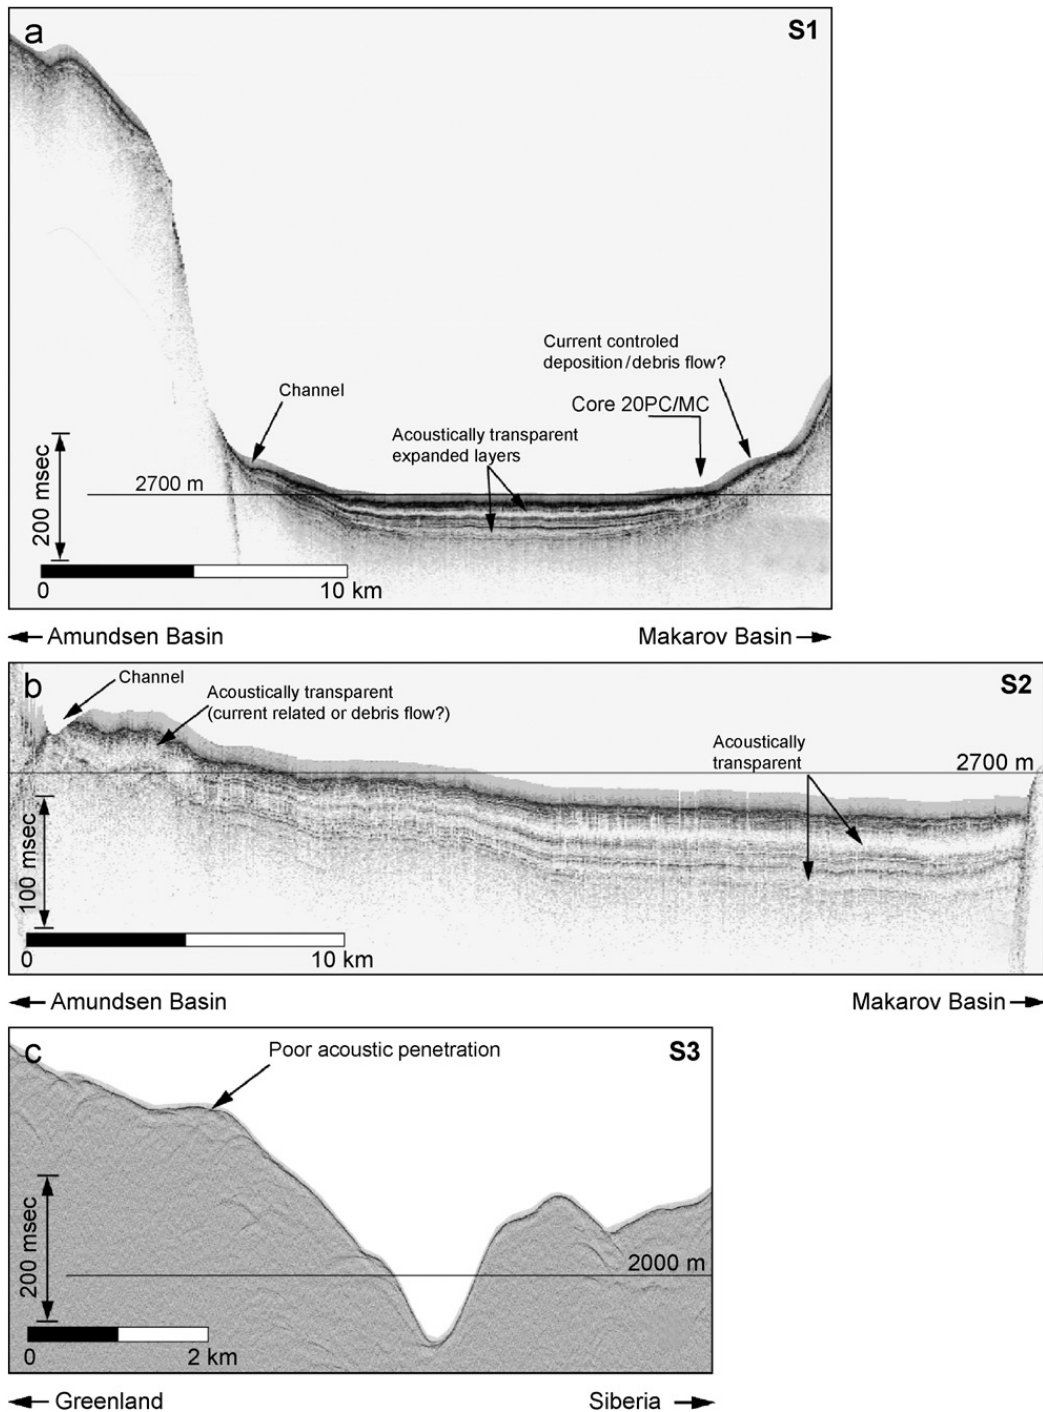 a
S1
Current controled
deposition/debris flow?
Channel
Core 20PC/MC
Acoustically transparent
expanded layers
200 msec
2700 m
0
10 km
Amundsen Basin
Makarov Basin
b
Channel
S2
Acoustically transparent
(current related or debris flow?)
Acoustically
transparent
2700 m
100 msec
0
10 km
Amundsen Basin
Makarov Basin
c
Poor acoustic penetration
S3
200 msec
2000 m
0
2 km
Greenland
Siberia